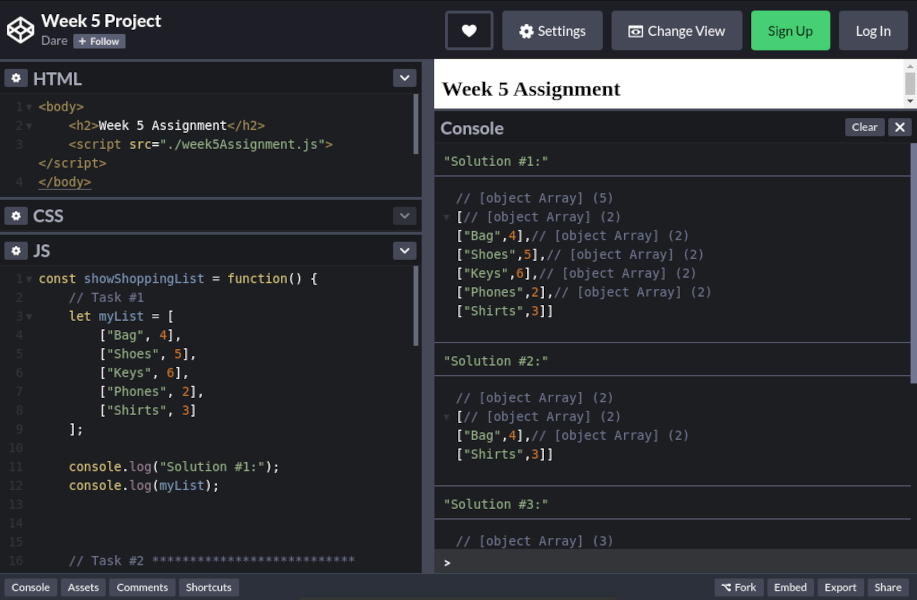 Week 5 Project
Dare + Follow
Settings
Change View
Sign Up
Log In
HTML
1 <body>
2 <h2>Week 5 Assignment</h2>
3 <script src="./week5Assignment.js">
</script>
4 </body>
CSS
JS
1 const showShoppingList = function() {
2 // Task #1
3 let myList = [
4 ["Bag", 4],
5 ["Shoes", 5],
6 ["Keys", 6],
7 ["Phones", 2],
8 ["Shirts", 3]
9 ];
10
11 console.log("Solution #1:");
12 console.log(myList);
13
14
15
16 // Task #2 ***************************
Week 5 Assignment
Console
Clear
"Solution #1:"
// [object Array] (5)
[// [object Array] (2)
["Bag",4],// [object Array] (2)
["Shoes",5],// [object Array] (2)
["Keys",6],// [object Array] (2)
["Phones",2],// [object Array] (2)
["Shirts",3]]
"Solution #2:"
// [object Array] (2)
[// [object Array] (2)
["Bag",4],// [object Array] (2)
["Shirts",3]]
"Solution #3:"
// [object Array] (3)
>
Console
Assets
Comments
Shortcuts
Fork
Embed
Export
Share